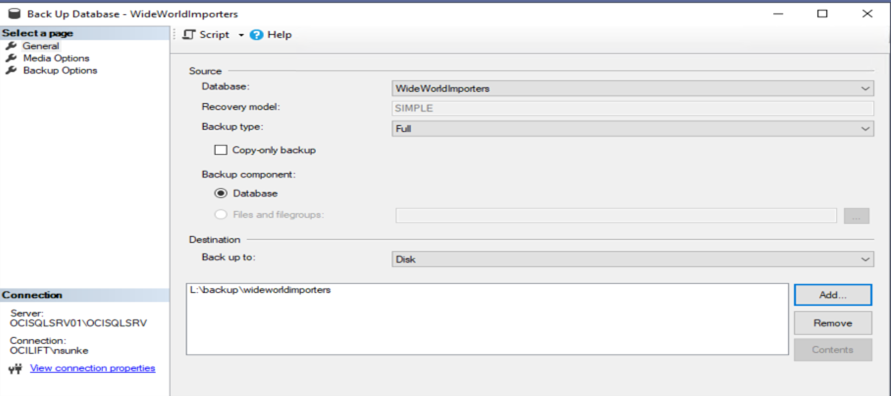 Back Up Database - WideWorldImporters
Select a page
General
Media Options
Backup Options
Script
Help
Source
Database:
WideWorldImporters
Recovery model:
SIMPLE
Backup type:
Full
Copy-only backup
Backup component:
Database
Files and filegroups:
...
Destination
Back up to:
Disk
L:\backup\wideworldimporters
Add...
Remove
Contents
Connection
Server:
OCISQLSRV01\OCISQLSRV
Connection:
OCILIFT\nsunke
View connection properties